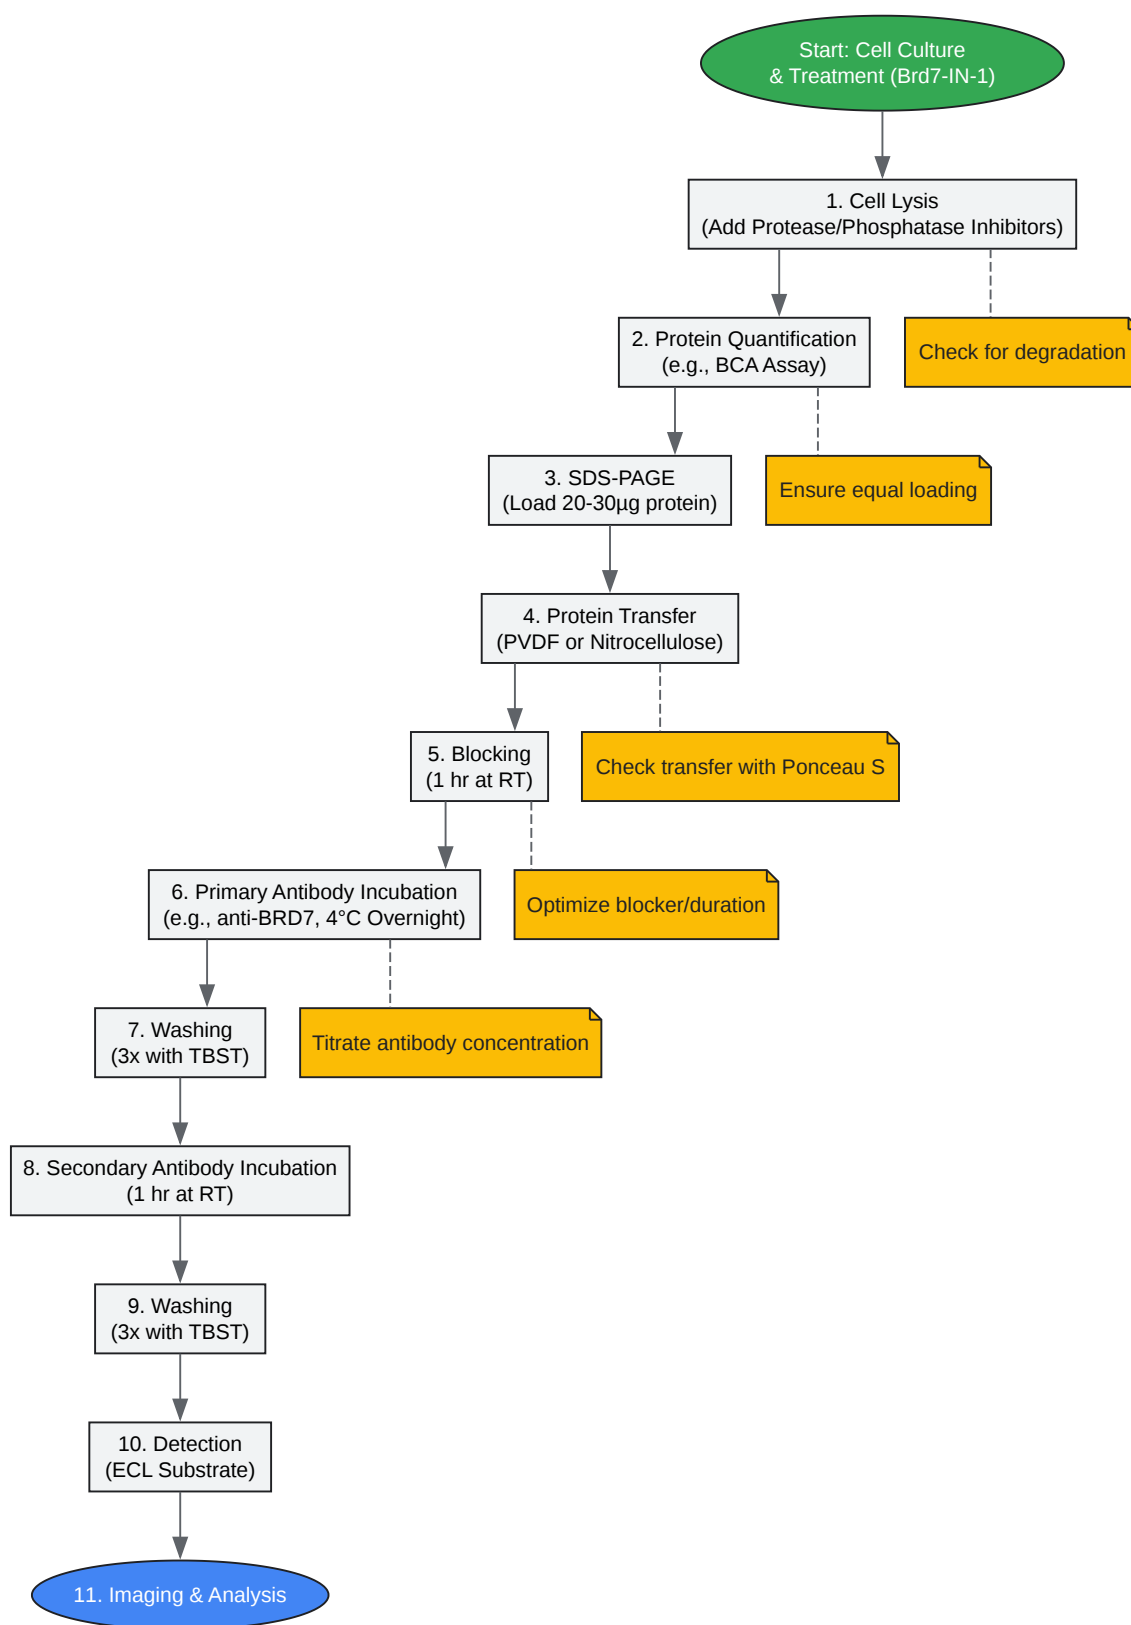 Start: Cell Culture
& Treatment (Brd7-IN-1)
1. Cell Lysis
(Add Protease/Phosphatase Inhibitors)
2. Protein Quantification
(e.g., BCA Assay)
Check for degradation
3. SDS-PAGE
(Load 20-30µg protein)
Ensure equal loading
4. Protein Transfer
(PVDF or Nitrocellulose)
5. Blocking
(1 hr at RT)
Check transfer with Ponceau S
6. Primary Antibody Incubation
(e.g., anti-BRD7, 4°C Overnight)
Optimize blocker/duration
7. Washing
(3x with TBST)
Titrate antibody concentration
8. Secondary Antibody Incubation
(1 hr at RT)
9. Washing
(3x with TBST)
10. Detection
(ECL Substrate)
11. Imaging & Analysis